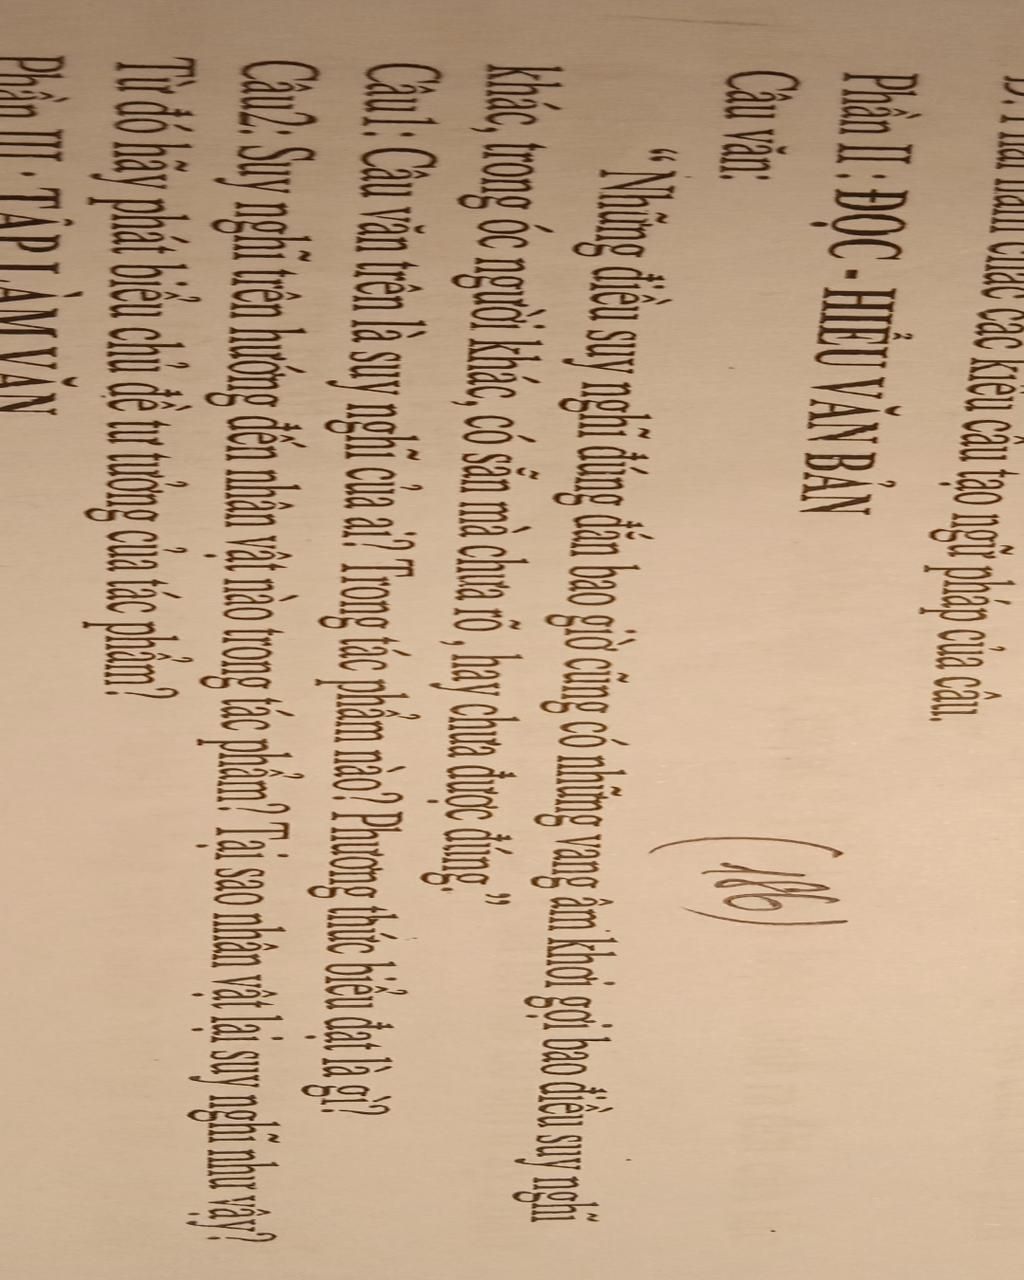 các kiểu cấu tạo ngữ pháp của câu.
Phần II : ĐỌC - HIỂU VĂN BẢN
(186)
Câu văn:
“Những điều suy nghĩ đúng đắn bao giờ cũng có những vang âm khơi gợi bao điều suy nghĩ
khác, trong óc người khác, có sẵn mà chưa rõ , hay chưa được đúng.”
Câu1: Câu văn trên là suy nghĩ của ai? Trong tác phẩm nào? Phương thức biểu đạt là gì?
Câu2: Suy nghĩ trên hướng đến nhân vật nào trong tác phẩm? Tại sao nhân vật lại suy nghĩ như vậy?
Từ đó hãy phát biểu chủ đề tư tưởng của tác phẩm?
Phần III : TẬP LÀM VĂN